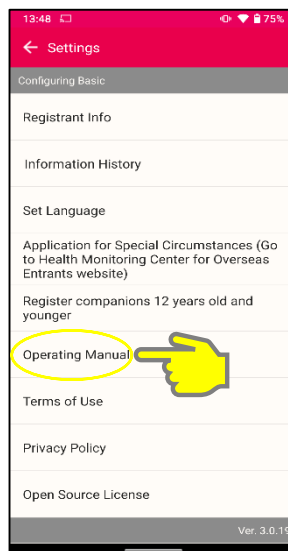 13:48 75%
Settings
Configuring Basic
Registrant Info
Information History
Set Language
Application for Special Circumstances (Go
to Health Monitoring Center for Overseas
Entrants website)
Register companions 12 years old and
younger
Operating Manual
Terms of Use
Privacy Policy
Open Source License
Ver. 3.0.19